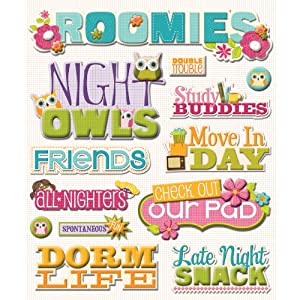 ROOMIES
NIGHT
OWLS
DOUBLE
TROUBLE
Study
BUDDIES
FRIENDS
Move In
DAY
ALL-NIGHTERS
CHECK OUT
OUR PAD
SPONTANEOUS
DORM
LIFE
Late Night
SNACK